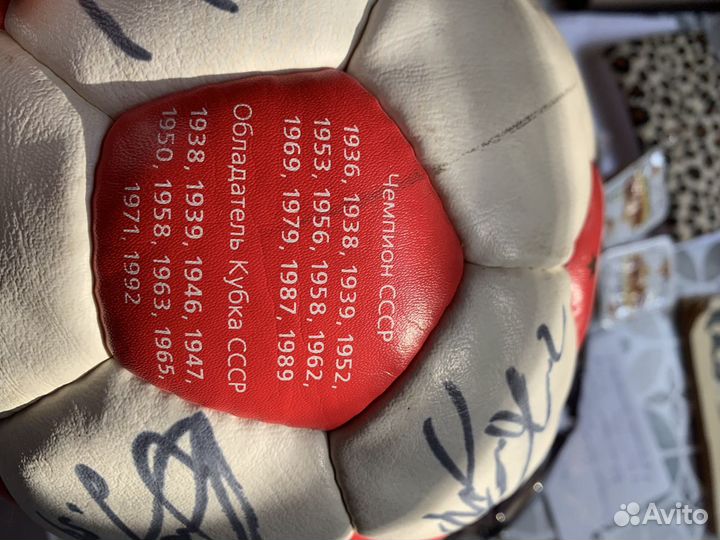 Чемпион СССР
1936, 1938, 1939, 1952,
1953, 1956, 1958, 1962,
1969, 1979, 1987, 1989
Обладатель Кубка СССР
1938, 1939, 1946, 1947,
1950, 1958, 1963, 1965,
1971, 1992
Avito